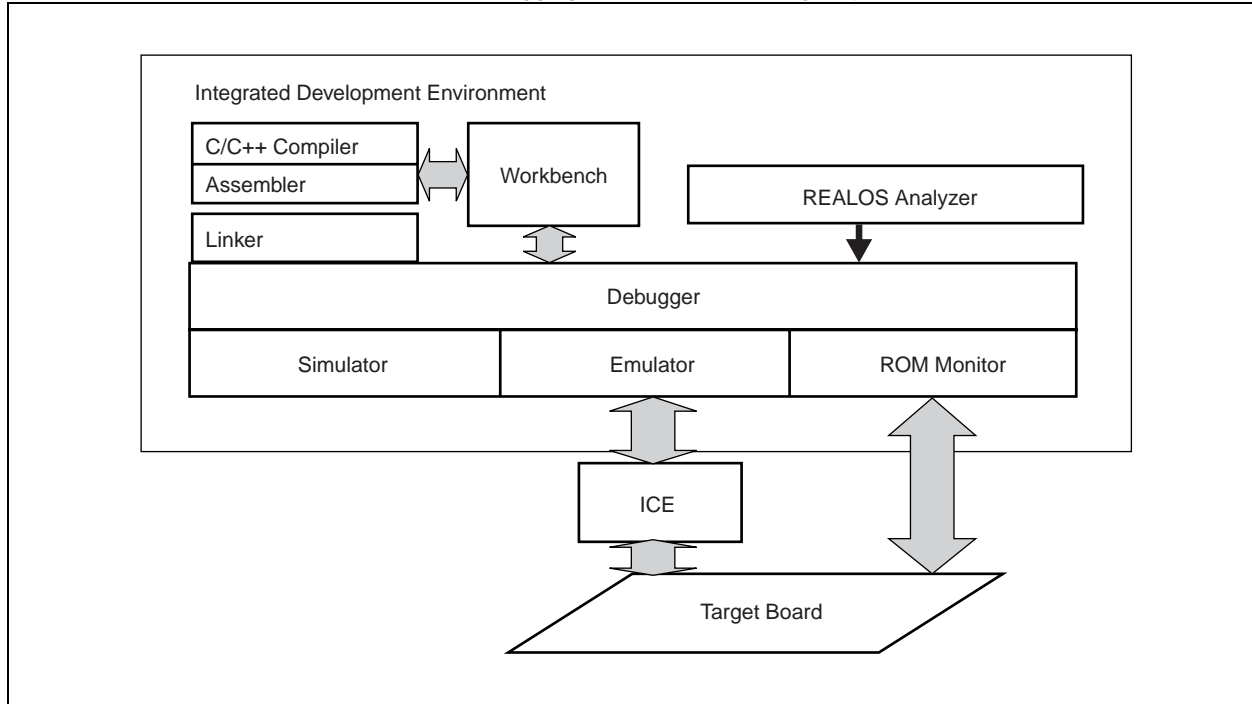 Integrated Development Environment
C/C++ Compiler
Assembler
Linker
Workbench
REALOS Analyzer
Debugger
Simulator
Emulator
ROM Monitor
ICE
Target Board